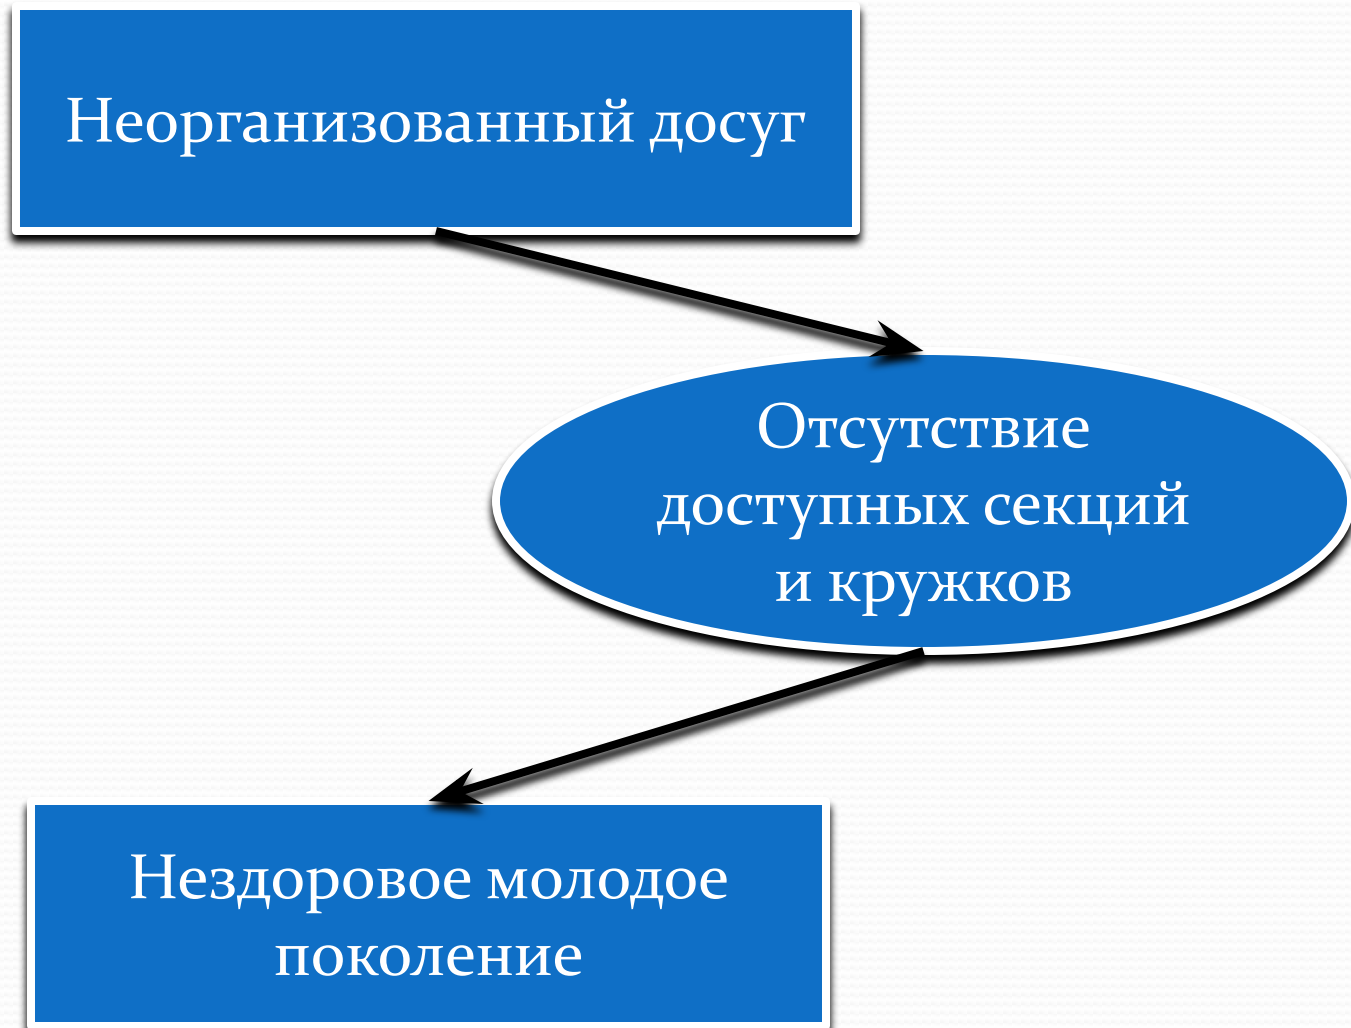 Неорганизованный досуг
Отсутствие
доступных секций
и кружков
Нездоровое молодое
поколение